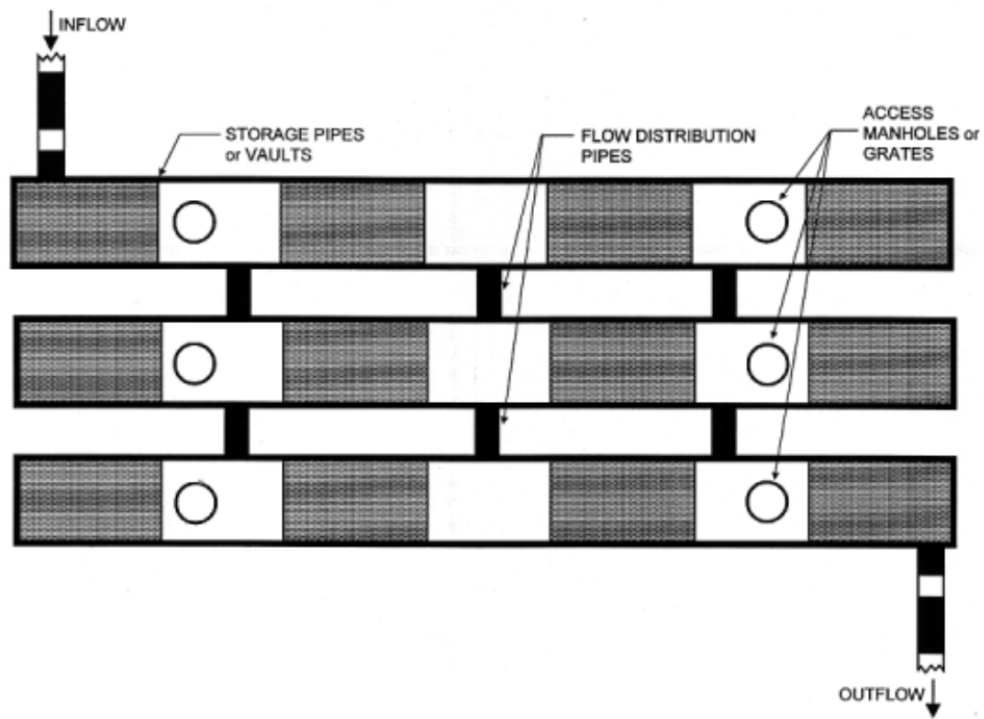 INFLOW
STORAGE PIPES
or VAULTS
FLOW DISTRIBUTION
PIPES
ACCESS
MANHOLES or
GRATES
OUTFLOW